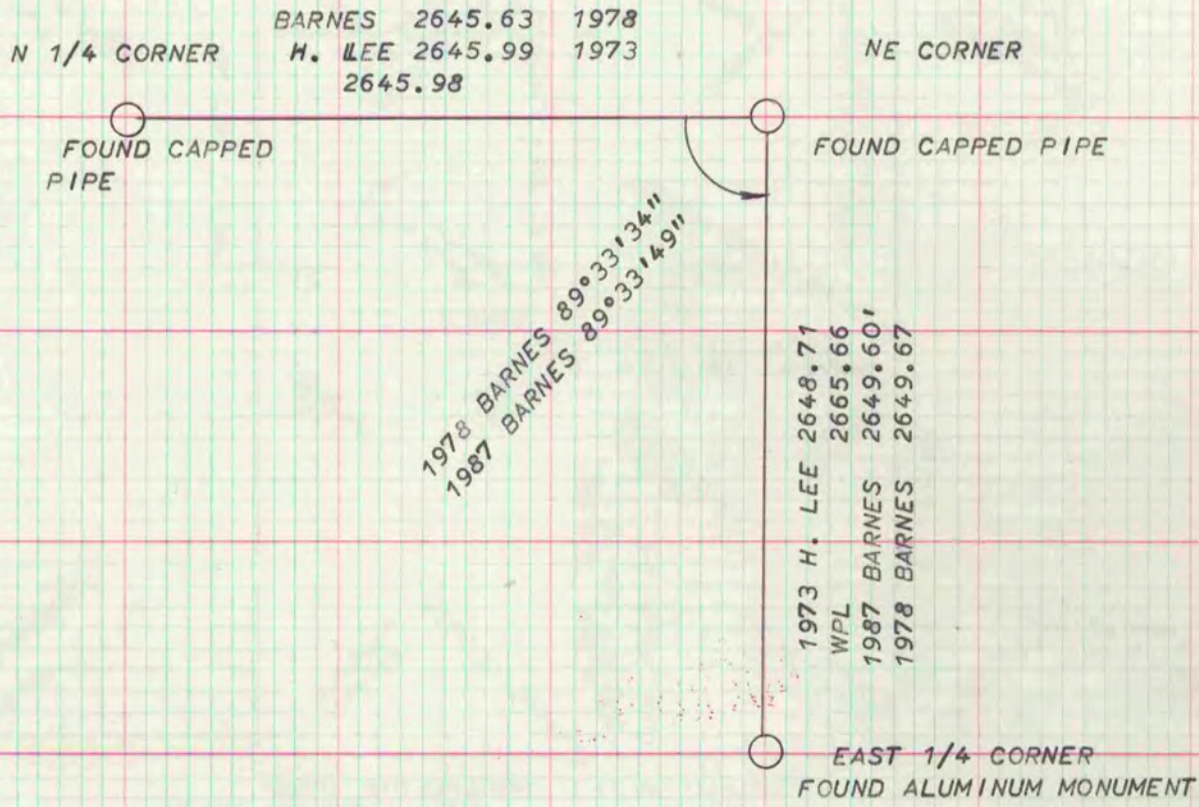 BARNES 2645.63 1978
N 1/4 CORNER
H. LEE 2645.99 1973
2645.98
NE CORNER
FOUND CAPPED
PIPE
FOUND CAPPED PIPE
1978 BARNES 89°33'34"
1987 BARNES 89°33'49"
1973 H. LEE 2648.71
WPL 2665.66
1987 BARNES 2649.60'
1978 BARNES 2649.67
EAST 1/4 CORNER
FOUND ALUMINUM MONUMENT